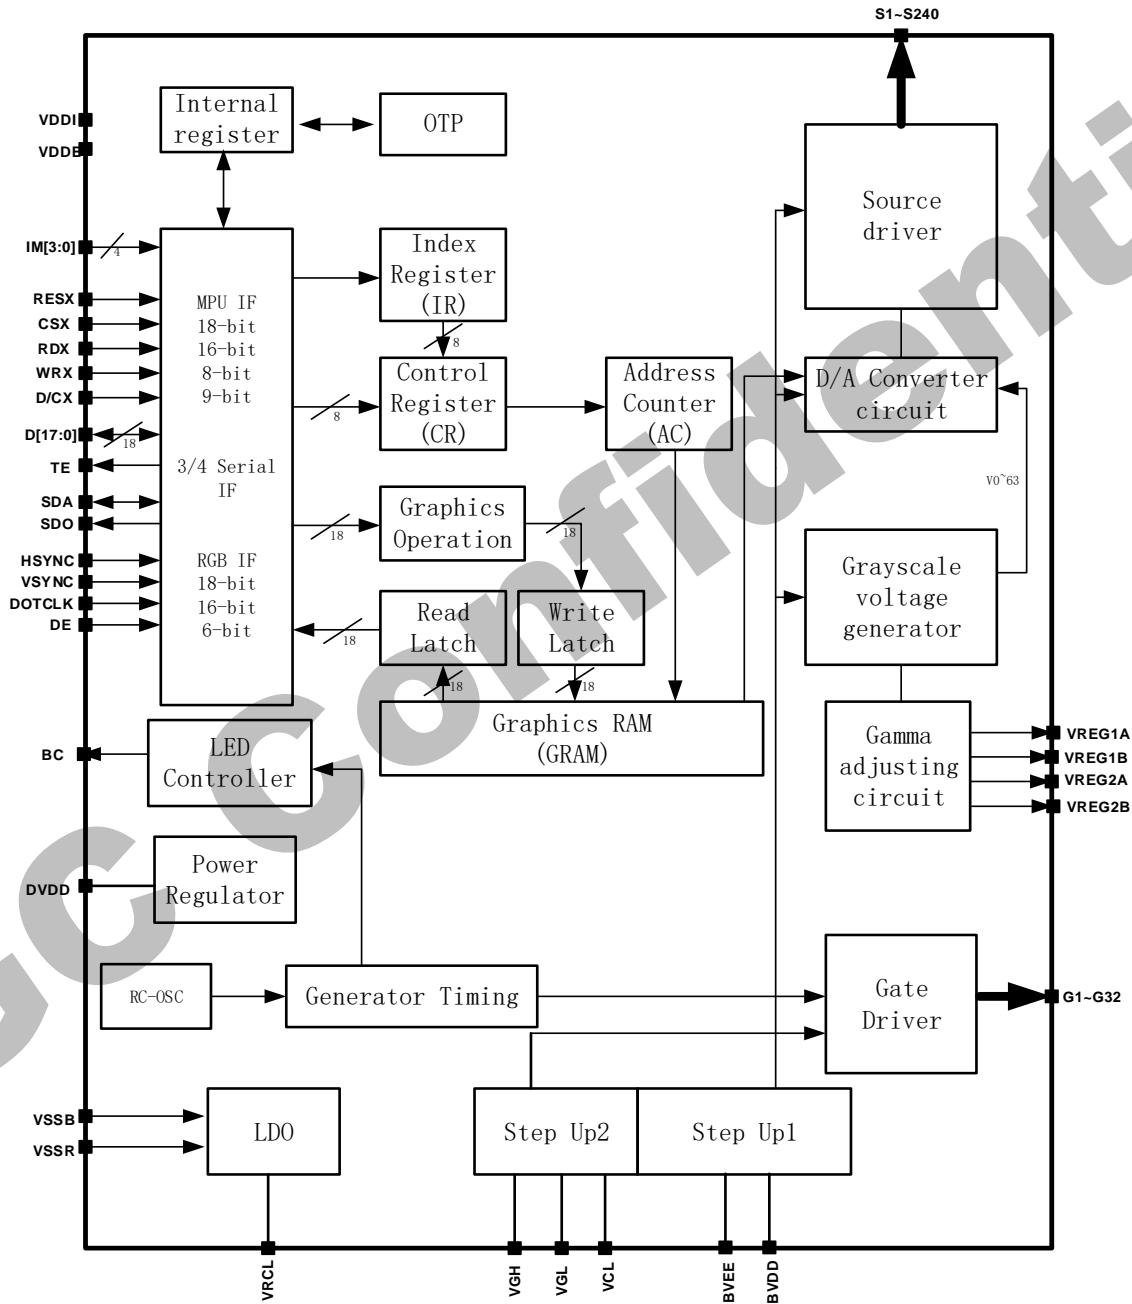 S1~S240
VDDI
VDDB
Internal
register
OTP
IM[3:0]
4
RESX
CSX
RDX
WRX
D/CX
D[17:0]
18
TE
SDA
SDO
HSYNC
VSYNC
DOTCLK
DE
MPU IF
18-bit
16-bit
8-bit
9-bit
3/4 Serial
IF
RGB IF
18-bit
16-bit
6-bit
Index
Register
(IR)
8
Control
Register
(CR)
8
Address
Counter
(AC)
Graphics
Operation
18
18
Read
Latch
18
Write
Latch
18
18
Graphics RAM
(GRAM)
Source
driver
D/A Converter
circuit
V0~63
Grayscale
voltage
generator
Gamma
adjusting
circuit
VREG1A
VREG1B
VREG2A
VREG2B
BC
LED
Controller
DVDD
Power
Regulator
RC-OSC
Generator Timing
Gate
Driver
G1~G32
VSSB
VSSR
LDO
Step Up2
Step Up1
VRCL
VGH
VGL
VCL
BVEE
BVDD
GC Confidenti